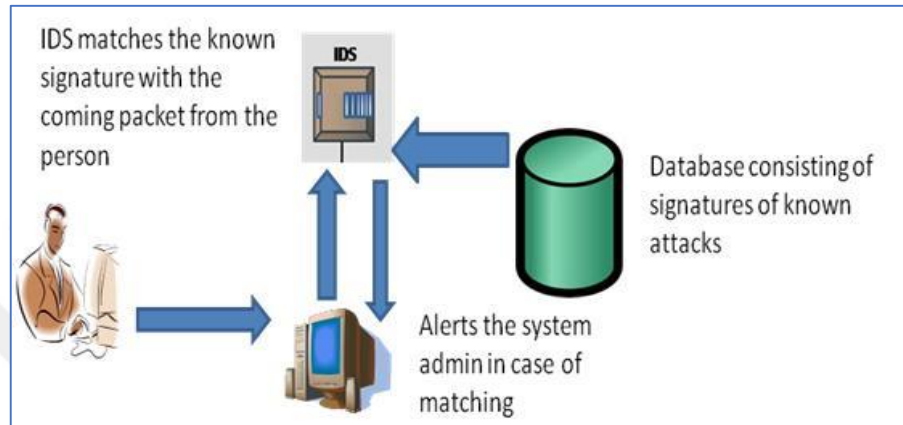 IDS matches the known
signature with the
coming packet from the
person
IDS
Database consisting of
signatures of known
attacks
Alerts the system
admin in case of
matching